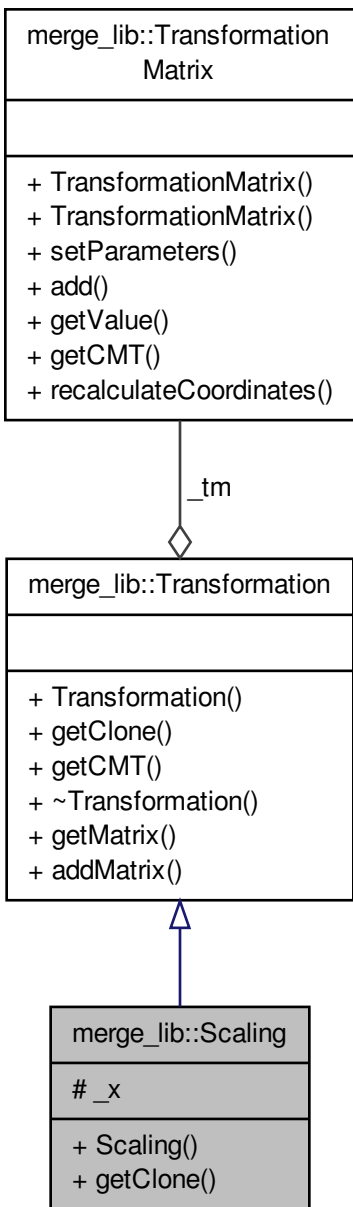 merge_lib::Transformation
Matrix
+ TransformationMatrix()
+ TransformationMatrix()
+ setParameters()
+ add()
+ getValue()
+ getCMT()
+ recalculateCoordinates()
_tm
merge_lib::Transformation
+ Transformation()
+ getClone()
+ getCMT()
+ ~Transformation()
+ getMatrix()
+ addMatrix()
merge_lib::Scaling
# _x
+ Scaling()
+ getClone()